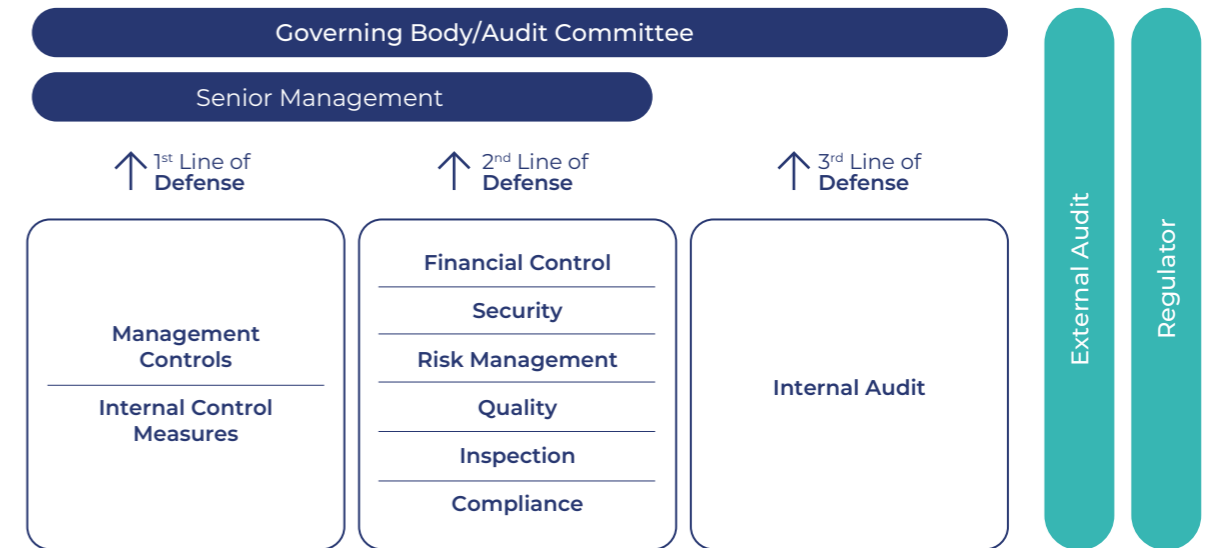 Governing Body/Audit Committee
Senior Management
1st Line of
Defense
2nd Line of
Defense
3rd Line of
Defense
Management
Controls
Internal Control
Measures
Financial Control
Security
Risk Management
Quality
Inspection
Compliance
Internal Audit
External Audit
Regulator